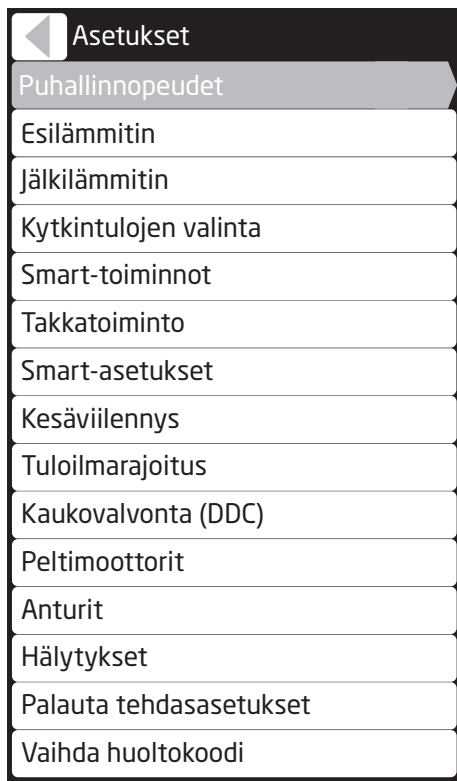 Asetukset
Puhallinnopeudet
Esilämmitin
Jälkilämmitin
Kytkintulojen valinta
Smart-toiminnot
Takkatoiminto
Smart-asetukset
Kesäviilennys
Tuloilmarajoitus
Kaukovalvonta (DDC)
Peltimoottorit
Anturit
Hälytykset
Palauta tehdasasetukset
Vaihda huoltokoodi